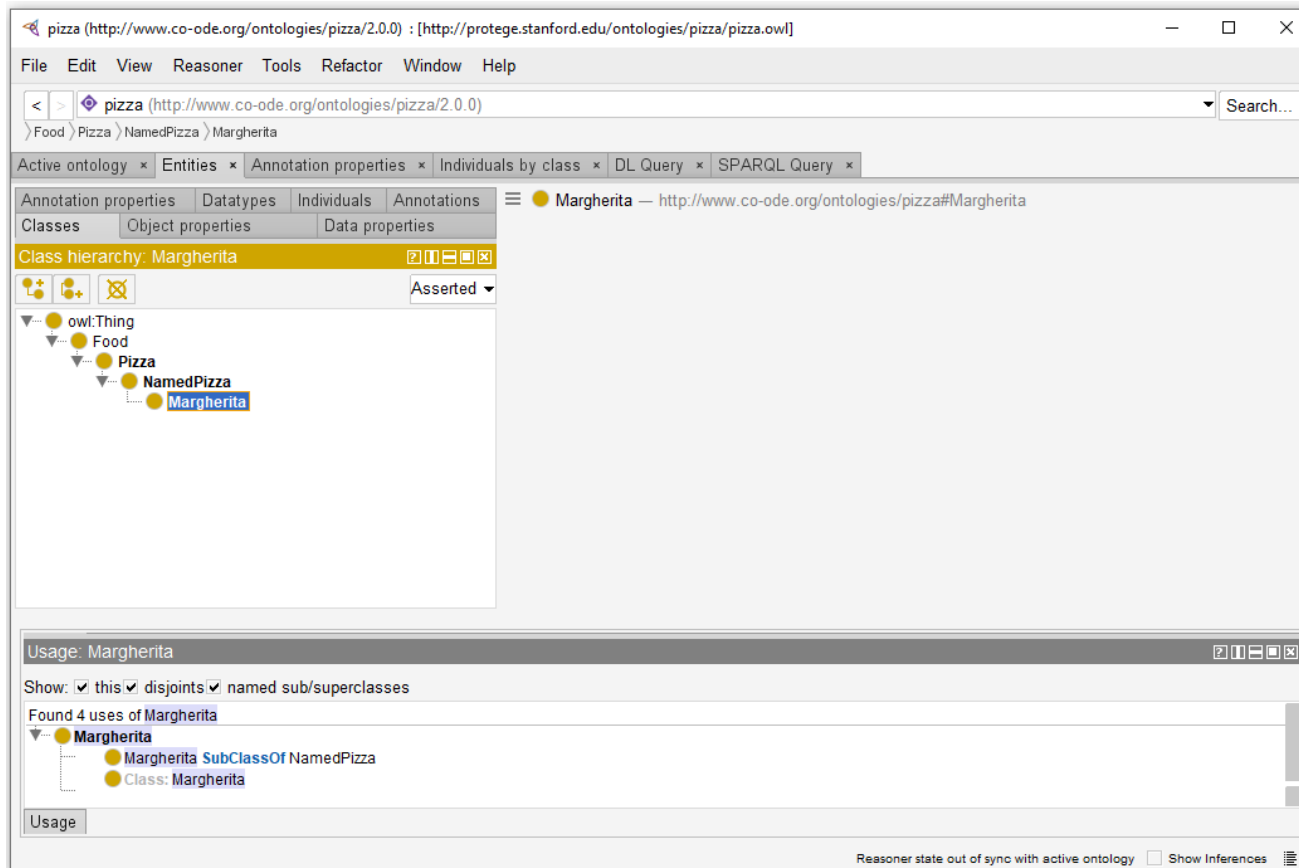 pizza (http://www.co-ode.org/ontologies/pizza/2.0.0) : [http://protege.stanford.edu/ontologies/pizza/pizza.owl]
File Edit View Reasoner Tools Refactor Window Help
< > pizza (http://www.co-ode.org/ontologies/pizza/2.0.0) Search...
Food Pizza NamedPizza Margherita
Active ontology × Entities × Annotation properties × Individuals by class × DL Query × SPARQL Query ×
Annotation properties Datatypes Individuals Annotations
Margherita — http://www.co-ode.org/ontologies/pizza#Margherita
Classes Object properties Data properties
Class hierarchy: Margherita
Asserted
owl:Thing
Food
Pizza
NamedPizza
Margherita
Usage: Margherita
Show: this disjoints named sub/superclasses
Found 4 uses of Margherita
Margherita
Margherita SubClassOf NamedPizza
Class: Margherita
Usage
Reasoner state out of sync with active ontology Show Inferences